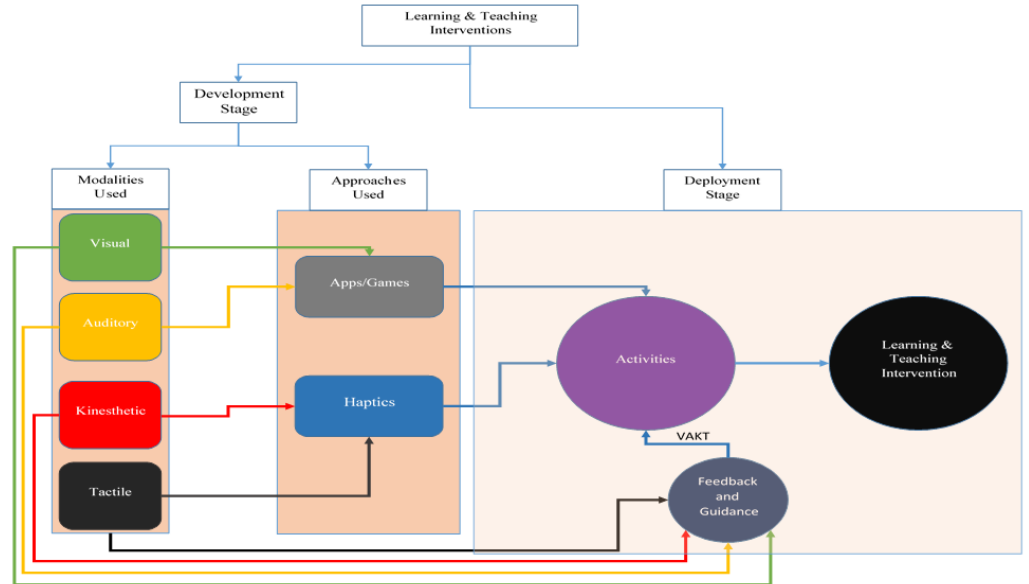 Learning & Teaching
Interventions
Development
Stage
Modalities
Used
Approaches
Used
Deployment
Stage
Visual
Auditory
Kinesthetic
Tactile
Apps/Games
Haptics
Activities
Learning &
Teaching
Intervention
VAKT
Feedback
and
Guidance